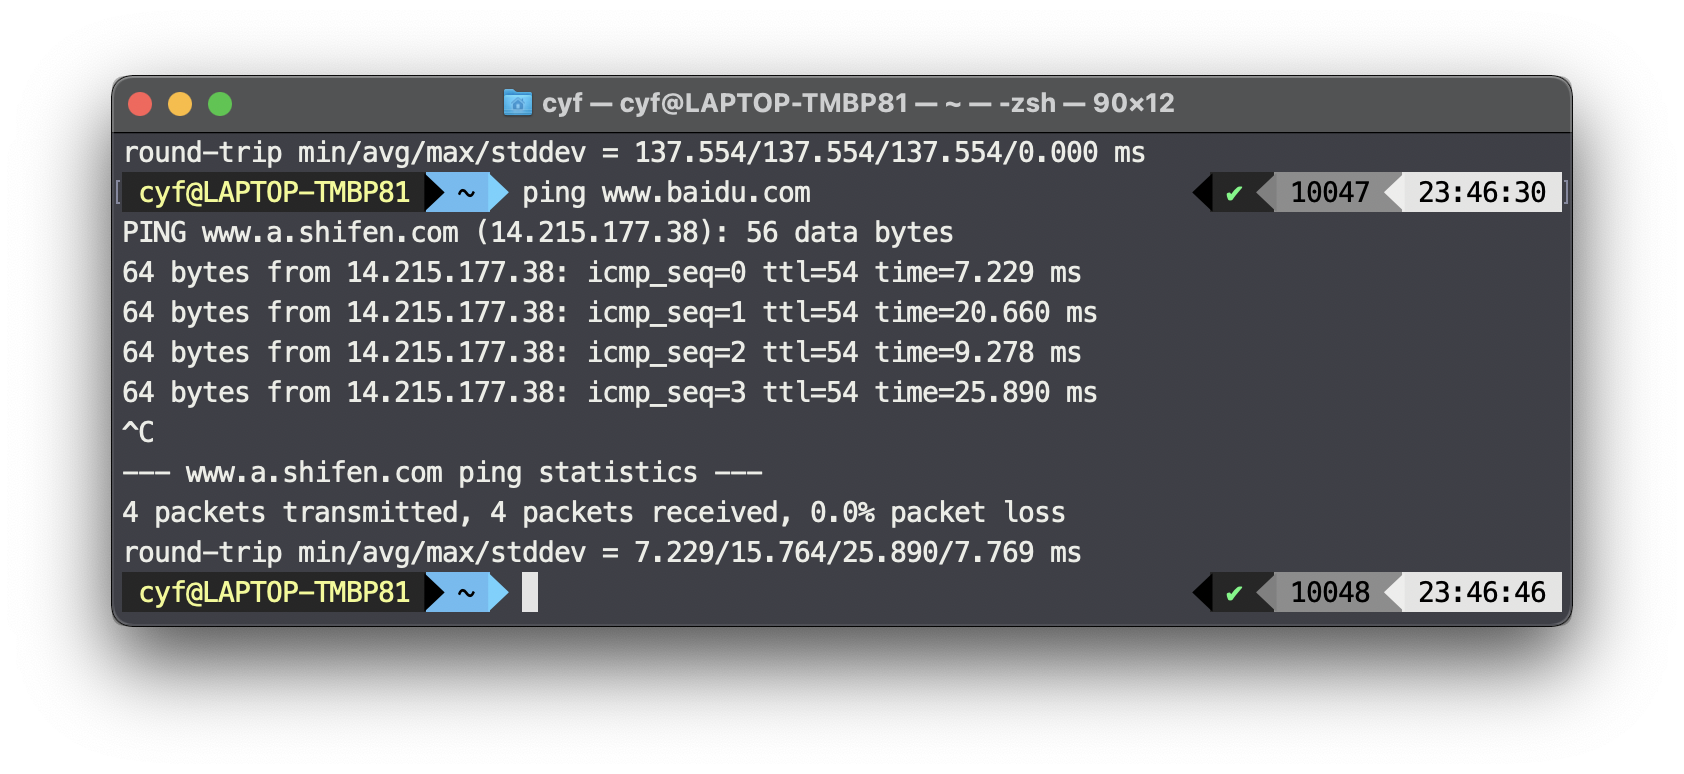 cyf — cyf@LAPTOP-TMBP81 — ~ — -zsh — 90×12
round-trip min/avg/max/stddev = 137.554/137.554/137.554/0.000 ms
[ cyf@LAPTOP-TMBP81 ~ ping www.baidu.com ✔ 10047 23:46:30 ]
PING www.a.shifen.com (14.215.177.38): 56 data bytes
64 bytes from 14.215.177.38: icmp_seq=0 ttl=54 time=7.229 ms
64 bytes from 14.215.177.38: icmp_seq=1 ttl=54 time=20.660 ms
64 bytes from 14.215.177.38: icmp_seq=2 ttl=54 time=9.278 ms
64 bytes from 14.215.177.38: icmp_seq=3 ttl=54 time=25.890 ms
^C
--- www.a.shifen.com ping statistics ---
4 packets transmitted, 4 packets received, 0.0% packet loss
round-trip min/avg/max/stddev = 7.229/15.764/25.890/7.769 ms
cyf@LAPTOP-TMBP81 ~ ✔ 10048 23:46:46